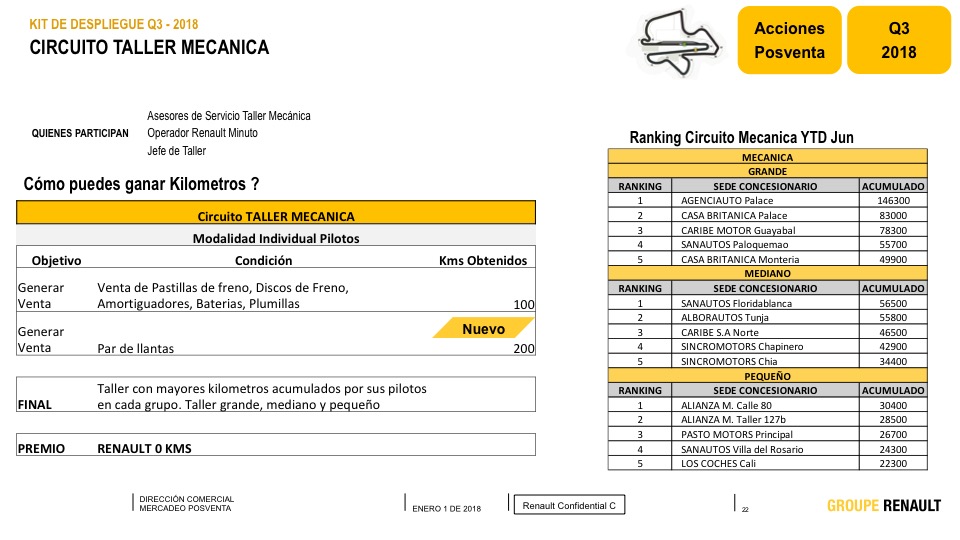 KIT DE DESPLIEGUE Q3 - 2018
CIRCUITO TALLER MECANICA
Acciones
Posventa
Q3
2018
QUIENES PARTICIPAN
Asesores de Servicio Taller Mecánica
Operador Renault Minuto
Jefe de Taller
Cómo puedes ganar Kilometros ?
Circuito TALLER MECANICA
Modalidad Individual Pilotos
Objetivo Condición Kms Obtenidos
Generar
Venta
Venta de Pastillas de freno, Discos de Freno,
Amortiguadores, Baterias, Plumillas
100
Generar
Venta
Par de llantas
Nuevo
200
FINAL
Taller con mayores kilometros acumulados por sus pilotos
en cada grupo. Taller grande, mediano y pequeño
PREMIO RENAULT 0 KMS
Ranking Circuito Mecanica YTD Jun
MECANICA
GRANDE
RANKING SEDE CONCESIONARIO ACUMULADO
1 AGENCIAUTO Palace 146300
2 CASA BRITANICA Palace 83000
3 CARIBE MOTOR Guayabal 78300
4 SANAUTOS Paloquemao 55700
5 CASA BRITANICA Monteria 49900
MEDIANO
RANKING SEDE CONCESIONARIO ACUMULADO
1 SANAUTOS Floridablanca 56500
2 ALBORAUTOS Tunja 55800
3 CARIBE S.A Norte 46500
4 SINCROMOTORS Chapinero 42900
5 SINCROMOTORS Chia 34400
PEQUEÑO
RANKING SEDE CONCESIONARIO ACUMULADO
1 ALIANZA M. Calle 80 30400
2 ALIANZA M. Taller 127b 28500
3 PASTO MOTORS Principal 26700
4 SANAUTOS Villa del Rosario 24300
5 LOS COCHES Cali 22300
DIRECCIÓN COMERCIAL
MERCADEO POSVENTA
ENERO 1 DE 2018
Renault Confidential C
22
GROUPE RENAULT